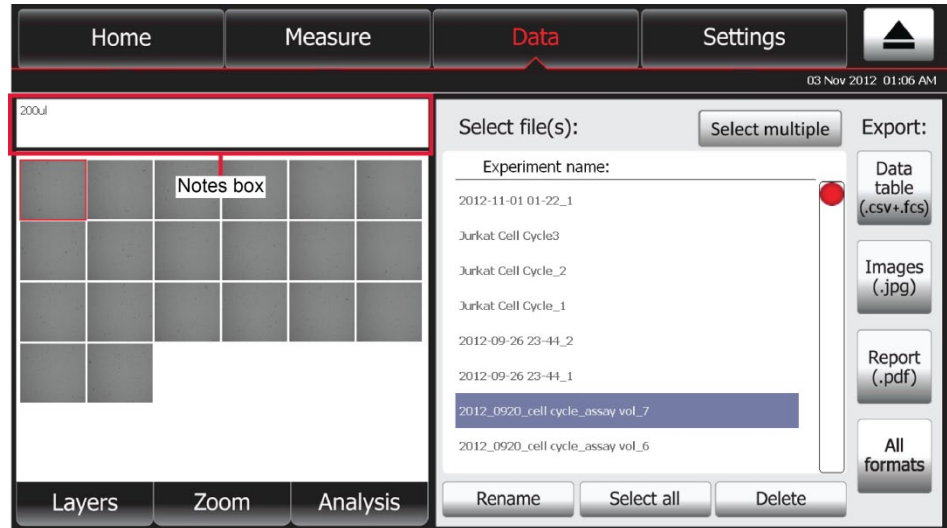 Home
Measure
Data
Settings
03 Nov 2012 01:06 AM
200ul
Notes box
Layers
Zoom
Analysis
Select file(s):
Select multiple
Experiment name:
2012-11-01 01-22_1
Jurkat Cell Cycle3
Jurkat Cell Cycle_2
Jurkat Cell Cycle_1
2012-09-26 23-44_2
2012-09-26 23-44_1
2012_0920_cell cycle_assay vol_7
2012_0920_cell cycle_assay vol_6
Rename
Select all
Delete
Export:
Data
table
(.csv+.fcs)
Images
(.jpg)
Report
(.pdf)
All
formats